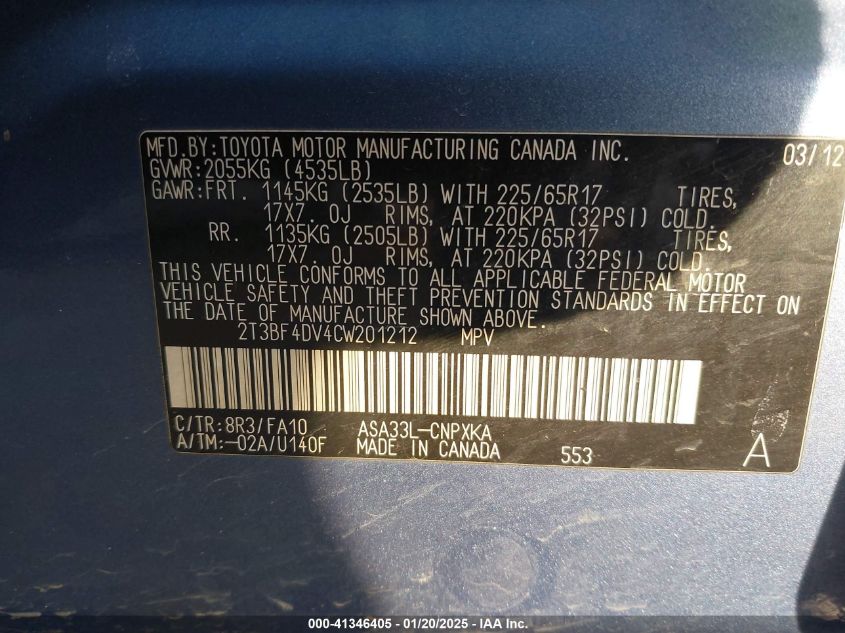 MFD.BY:TOYOTA MOTOR MANUFACTURING CANADA INC. 03/12
GVWR:2055KG (4535LB)
GAWR:FRT. 1145KG (2535LB) WITH 225/65R17 TIRES,
17X7.0J RIMS, AT 220KPA (32PSI) COLD.
RR. 1135KG (2505LB) WITH 225/65R17 TIRES,
17X7.0J RIMS, AT 220KPA (32PSI) COLD.
THIS VEHICLE CONFORMS TO ALL APPLICABLE FEDERAL MOTOR
VEHICLE SAFETY AND THEFT PREVENTION STANDARDS IN EFFECT ON
THE DATE OF MANUFACTURE SHOWN ABOVE.
2T3BF4DV4CW201212 MPV
C/TR:8R3/FA10 ASA33L-CNPXKA
A/TM:-02A/U140F MADE IN CANADA 553 A
000-41346405 — 01/20/2025 — IAA Inc.